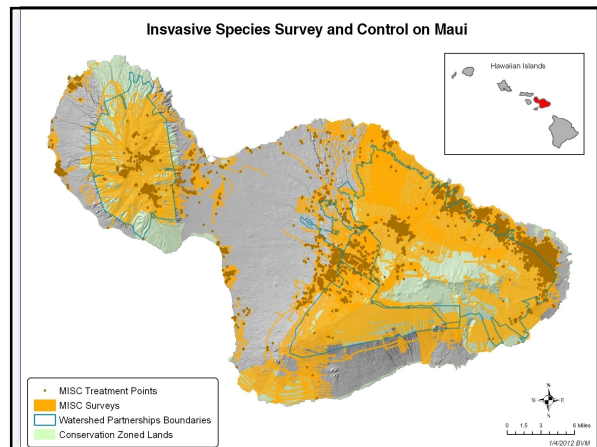 Insvasive Species Survey and Control on Maui
Hawaiian Islands
MISC Treatment Points
MISC Surveys
Watershed Partnerships Boundaries
Conservation Zoned Lands
N
W E
S
0 1.5 3 6 Miles
1/4/2012 BVM